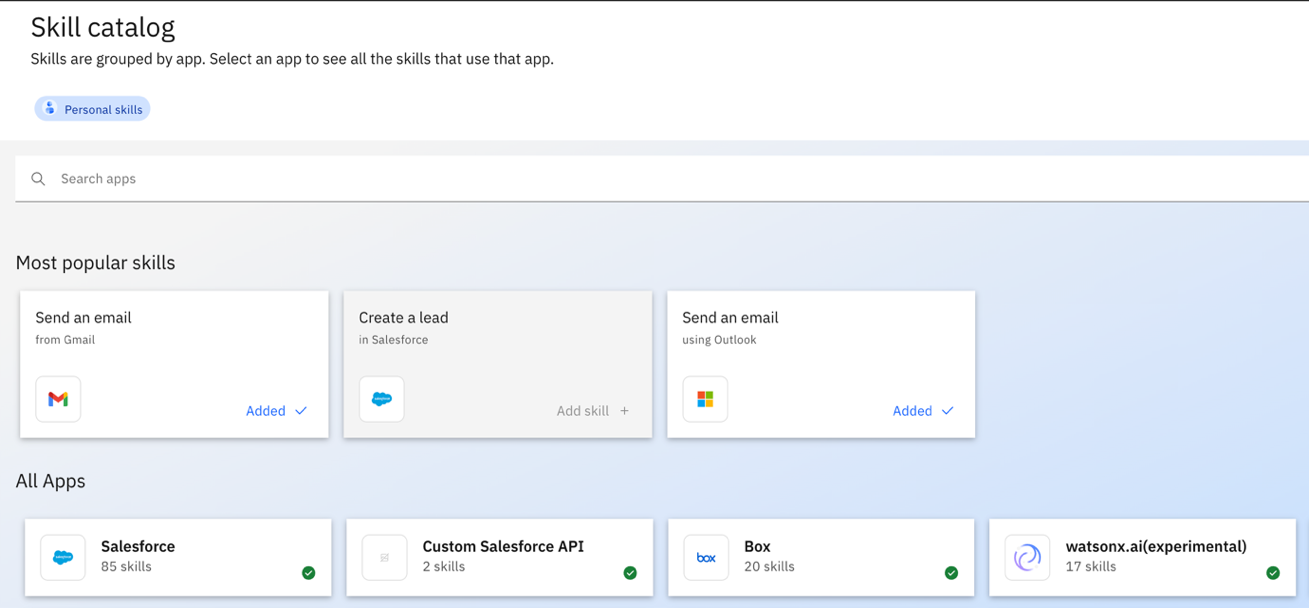 Skill catalog
Skills are grouped by app. Select an app to see all the skills that use that app.
Personal skills
Search apps
Most popular skills
Send an email
from Gmail
Added
Create a lead
in Salesforce
Add skill +
Send an email
using Outlook
Added
All Apps
Salesforce
85 skills
Custom Salesforce API
2 skills
box
Box
20 skills
watsonx.ai(experimental)
17 skills